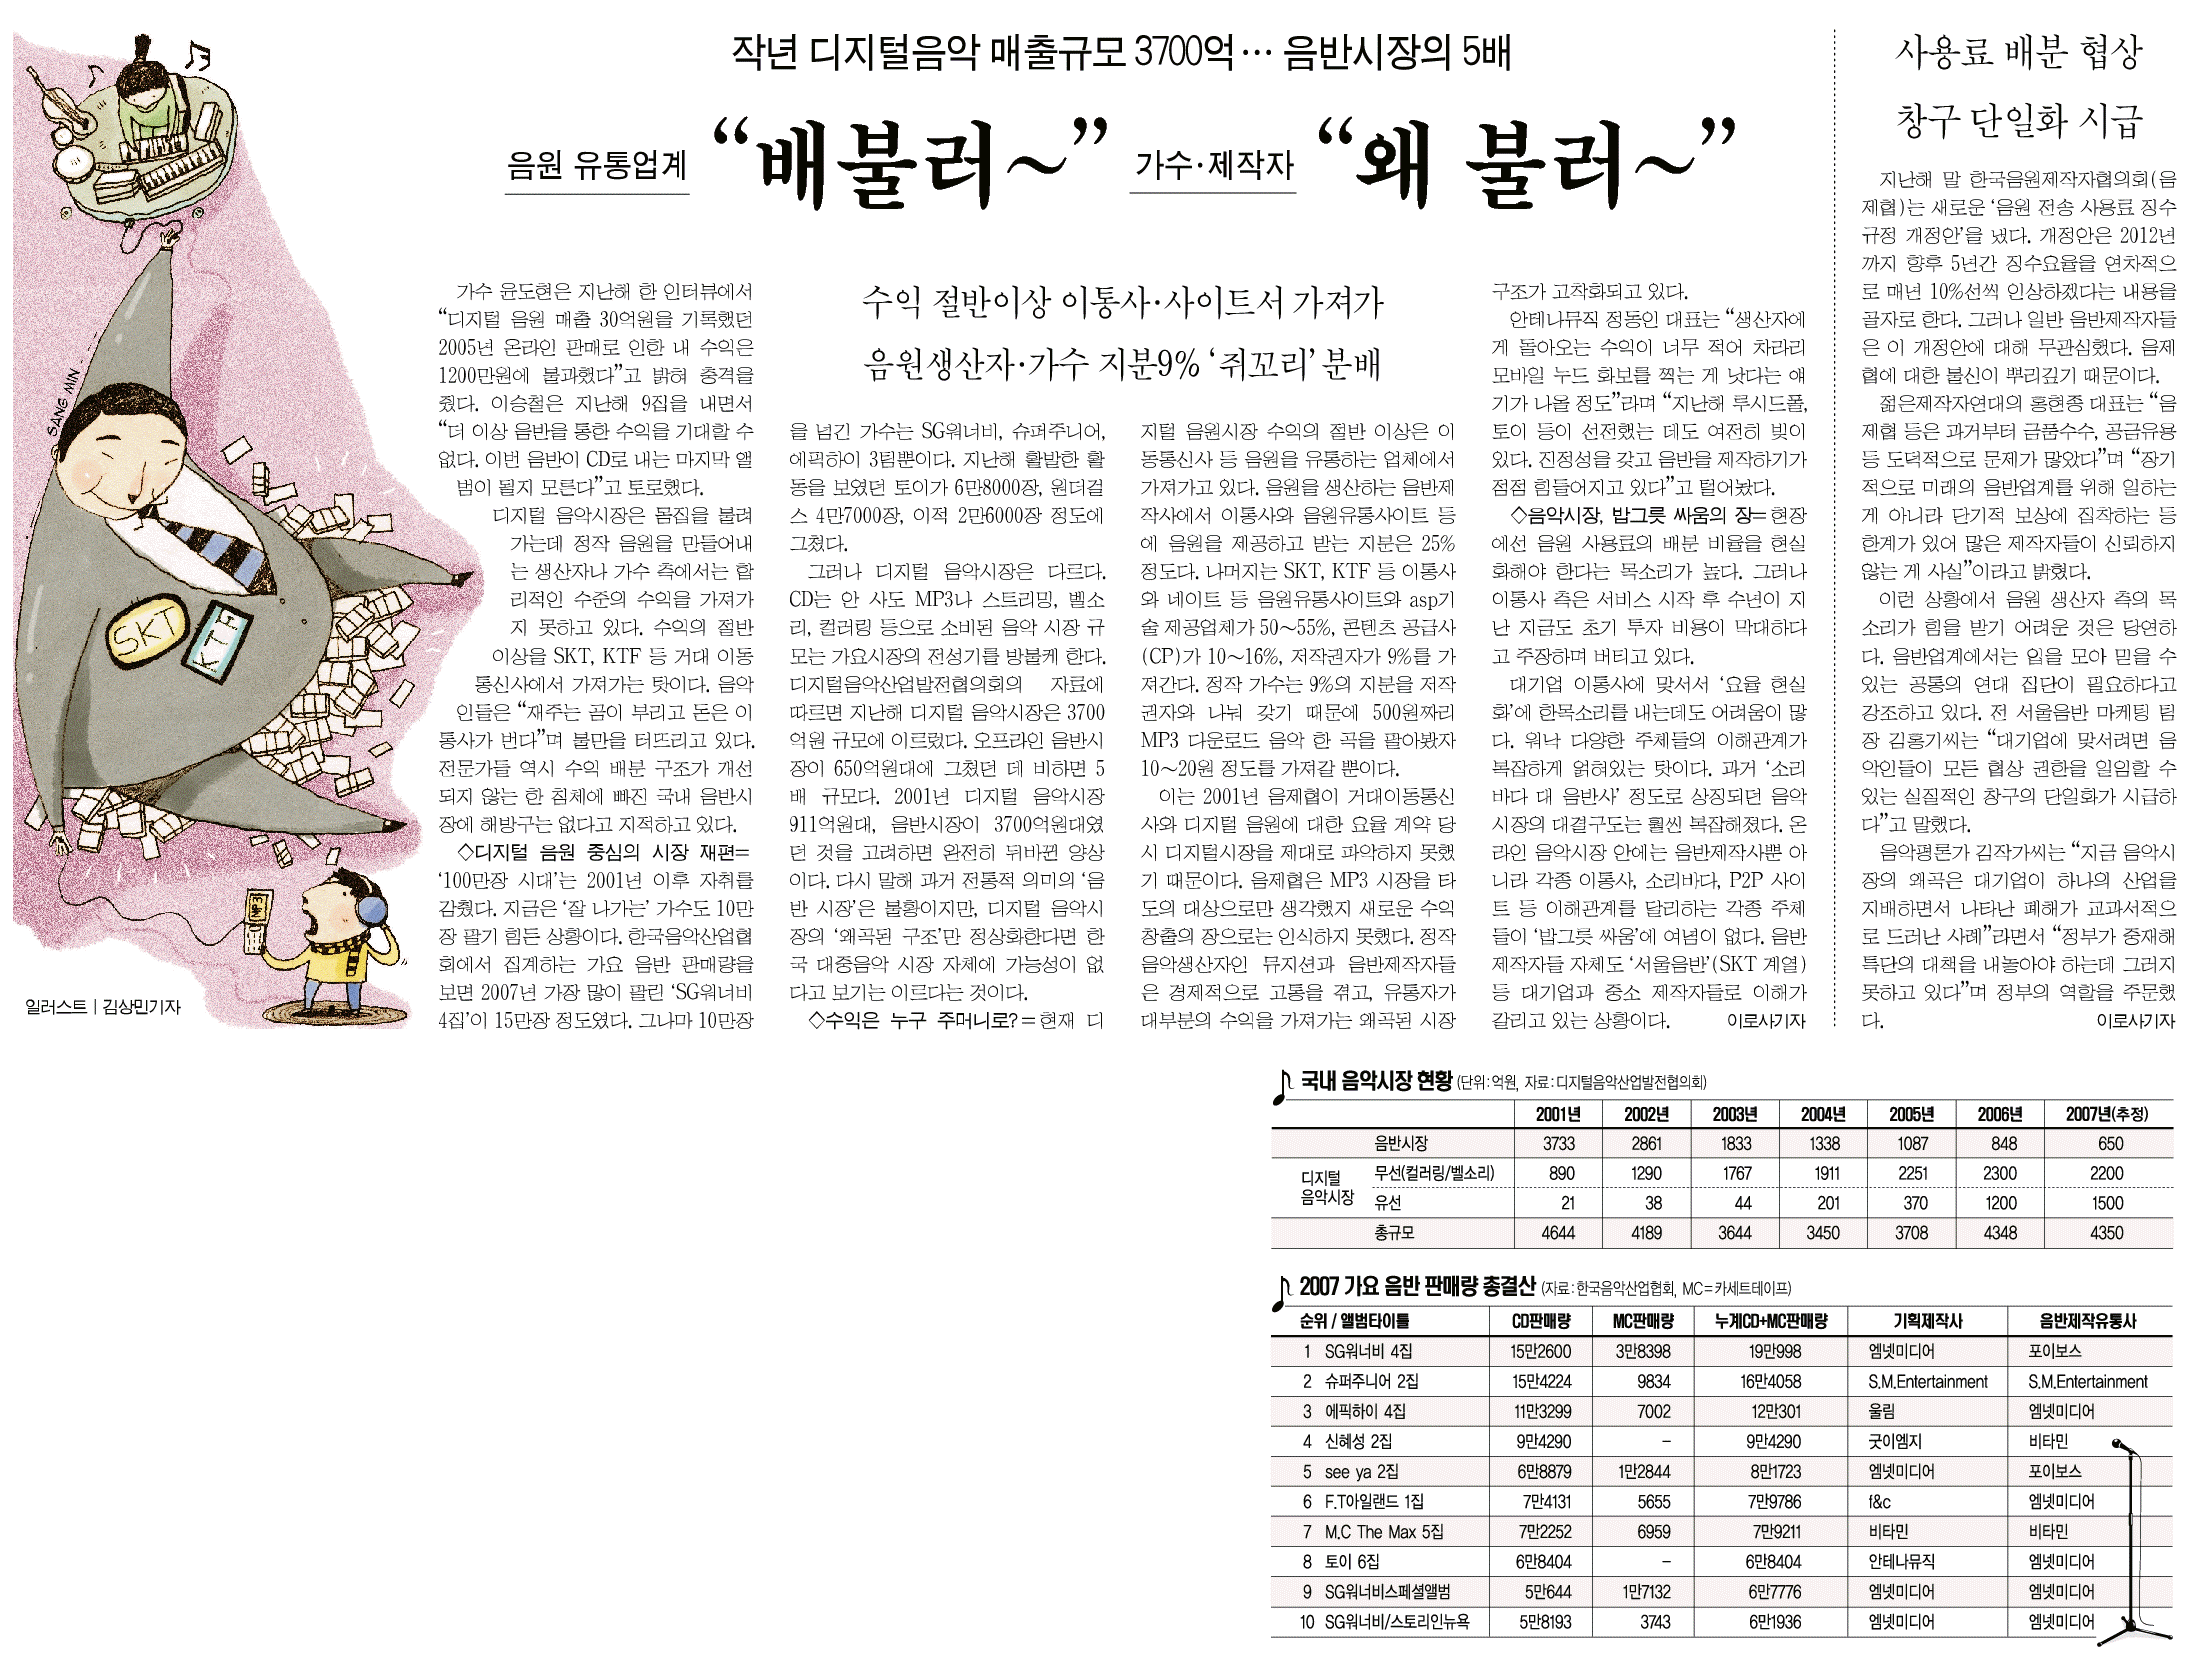 작년 디지털음악 매출규모 3700억… 음반시장의 5배
음원 유통업계 “배불러~” 가수·제작자 “왜 불러~”
SANG MIN
SKT
KTF
MP3
일러스트 | 김상민기자
가수 윤도현은 지난해 한 인터뷰에서
“디지털 음원 매출 30억원을 기록했던
2005년 온라인 판매로 인한 내 수익은
1200만원에 불과했다”고 밝혀 충격을
줬다. 이승철은 지난해 9집을 내면서
“더 이상 음반을 통한 수익을 기대할 수
없다. 이번 음반이 CD로 내는 마지막 앨
범이 될지 모른다”고 토로했다.
디지털 음악시장은 몸집을 불려
가는데 정작 음원을 만들어내
는 생산자나 가수 측에서는 합
리적인 수준의 수익을 가져가
지 못하고 있다. 수익의 절반
이상을 SKT, KTF 등 거대 이동
통신사에서 가져가는 탓이다. 음악
인들은 “재주는 곰이 부리고 돈은 이
통사가 번다”며 불만을 터뜨리고 있다.
전문가들 역시 수익 배분 구조가 개선
되지 않는 한 침체에 빠진 국내 음반시
장에 해방구는 없다고 지적하고 있다.
◇디지털 음원 중심의 시장 재편=
‘100만장 시대’는 2001년 이후 자취를
감췄다. 지금은 ‘잘 나가는’ 가수도 10만
장 팔기 힘든 상황이다. 한국음악산업협
회에서 집계하는 가요 음반 판매량을
보면 2007년 가장 많이 팔린 ‘SG워너비
4집’이 15만장 정도였다. 그나마 10만장
수익 절반이상 이통사·사이트서 가져가
음원생산자·가수 지분9% ‘쥐꼬리’ 분배
을 넘긴 가수는 SG워너비, 슈퍼주니어,
에픽하이 3팀뿐이다. 지난해 활발한 활
동을 보였던 토이가 6만8000장, 원더걸
스 4만7000장, 이적 2만6000장 정도에
그쳤다.
그러나 디지털 음악시장은 다르다.
CD는 안 사도 MP3나 스트리밍, 벨소
리, 컬러링 등으로 소비된 음악 시장 규
모는 가요시장의 전성기를 방불케 한다.
디지털음악산업발전협의회의 자료에
따르면 지난해 디지털 음악시장은 3700
억원 규모에 이르렀다. 오프라인 음반시
장이 650억원대에 그쳤던 데 비하면 5
배 규모다. 2001년 디지털 음악시장
911억원대, 음반시장이 3700억원대였
던 것을 고려하면 완전히 뒤바뀐 양상
이다. 다시 말해 과거 전통적 의미의 ‘음
반 시장’은 불황이지만, 디지털 음악시
장의 ‘왜곡된 구조’만 정상화한다면 한
국 대중음악 시장 자체에 가능성이 없
다고 보기는 이르다는 것이다.
◇수익은 누구 주머니로?=현재 디
지털 음원시장 수익의 절반 이상은 이
동통신사 등 음원을 유통하는 업체에서
가져가고 있다. 음원을 생산하는 음반제
작사에서 이통사와 음원유통사이트 등
에 음원을 제공하고 받는 지분은 25%
정도다. 나머지는 SKT, KTF 등 이통사
와 네이트 등 음원유통사이트와 asp기
술 제공업체가 50~55%, 콘텐츠 공급사
(CP)가 10~16%, 저작권자가 9%를 가
져간다. 정작 가수는 9%의 지분을 저작
권자와 나눠 갖기 때문에 500원짜리
MP3 다운로드 음악 한 곡을 팔아봤자
10~20원 정도를 가져갈 뿐이다.
이는 2001년 음제협이 거대이동통신
사와 디지털 음원에 대한 요율 계약 당
시 디지털시장을 제대로 파악하지 못했
기 때문이다. 음제협은 MP3 시장을 타
도의 대상으로만 생각했지 새로운 수익
창출의 장으로는 인식하지 못했다. 정작
음악생산자인 뮤지션과 음반제작자들
은 경제적으로 고통을 겪고, 유통자가
대부분의 수익을 가져가는 왜곡된 시장
구조가 고착화되고 있다.
안테나뮤직 정동인 대표는 “생산자에
게 돌아오는 수익이 너무 적어 차라리
모바일 누드 화보를 찍는 게 낫다는 얘
기가 나올 정도”라며 “지난해 루시드폴,
토이 등이 선전했는 데도 여전히 빚이
있다. 진정성을 갖고 음반을 제작하기가
점점 힘들어지고 있다”고 털어놨다.
◇음악시장, 밥그릇 싸움의 장=현장
에선 음원 사용료의 배분 비율을 현실
화해야 한다는 목소리가 높다. 그러나
이통사 측은 서비스 시작 후 수년이 지
난 지금도 초기 투자 비용이 막대하다
고 주장하며 버티고 있다.
대기업 이통사에 맞서서 ‘요율 현실
화’에 한목소리를 내는데도 어려움이 많
다. 워낙 다양한 주체들의 이해관계가
복잡하게 얽혀있는 탓이다. 과거 ‘소리
바다 대 음반사’ 정도로 상징되던 음악
시장의 대결구도는 훨씬 복잡해졌다. 온
라인 음악시장 안에는 음반제작사뿐 아
니라 각종 이통사, 소리바다, P2P 사이
트 등 이해관계를 달리하는 각종 주체
들이 ‘밥그릇 싸움’에 여념이 없다. 음반
제작자들 자체도 ‘서울음반’(SKT 계열)
등 대기업과 중소 제작자들로 이해가
갈리고 있는 상황이다. 이로사기자
사용료 배분 협상
창구 단일화 시급
지난해 말 한국음원제작자협의회(음
제협)는 새로운 ‘음원 전송 사용료 징수
규정 개정안’을 냈다. 개정안은 2012년
까지 향후 5년간 징수요율을 연차적으
로 매년 10%선씩 인상하겠다는 내용을
골자로 한다. 그러나 일반 음반제작자들
은 이 개정안에 대해 무관심했다. 음제
협에 대한 불신이 뿌리깊기 때문이다.
젊은제작자연대의 홍현종 대표는 “음
제협 등은 과거부터 금품수수, 공금유용
등 도덕적으로 문제가 많았다”며 “장기
적으로 미래의 음반업계를 위해 일하는
게 아니라 단기적 보상에 집착하는 등
한계가 있어 많은 제작자들이 신뢰하지
않는 게 사실”이라고 밝혔다.
이런 상황에서 음원 생산자 측의 목
소리가 힘을 받기 어려운 것은 당연하
다. 음반업계에서는 입을 모아 믿을 수
있는 공통의 연대 집단이 필요하다고
강조하고 있다. 전 서울음반 마케팅 팀
장 김홍기씨는 “대기업에 맞서려면 음
악인들이 모든 협상 권한을 일임할 수
있는 실질적인 창구의 단일화가 시급하
다”고 말했다.
음악평론가 김작가씨는 “지금 음악시
장의 왜곡은 대기업이 하나의 산업을
지배하면서 나타난 폐해가 교과서적으
로 드러난 사례”라면서 “정부가 중재해
특단의 대책을 내놓아야 하는데 그러지
못하고 있다”며 정부의 역할을 주문했
다. 이로사기자
국내 음악시장 현황 (단위:억원, 자료:디지털음악산업발전협의회)
2001년 2002년 2003년 2004년 2005년 2006년 2007년(추정)
음반시장 3733 2861 1833 1338 1087 848 650
디지털 음악시장 무선(컬러링/벨소리) 890 1290 1767 1911 2251 2300 2200
유선 21 38 44 201 370 1200 1500
총규모 4644 4189 3644 3450 3708 4348 4350
2007 가요 음반 판매량 총결산 (자료:한국음악산업협회, MC=카세트테이프)
순위 / 앨범타이틀 CD판매량 MC판매량 누계CD+MC판매량 기획제작사 음반제작유통사
1 SG워너비 4집 15만2600 3만8398 19만998 엠넷미디어 포이보스
2 슈퍼주니어 2집 15만4224 9834 16만4058 S.M.Entertainment S.M.Entertainment
3 에픽하이 4집 11만3299 7002 12만301 울림 엠넷미디어
4 신혜성 2집 9만4290 – 9만4290 굿이엠지 비타민
5 see ya 2집 6만8879 1만2844 8만1723 엠넷미디어 포이보스
6 F.T아일랜드 1집 7만4131 5655 7만9786 f&c 엠넷미디어
7 M.C The Max 5집 7만2252 6959 7만9211 비타민 비타민
8 토이 6집 6만8404 – 6만8404 안테나뮤직 엠넷미디어
9 SG워너비스페셜앨범 5만644 1만7132 6만7776 엠넷미디어 엠넷미디어
10 SG워너비/스토리인뉴욕 5만8193 3743 6만1936 엠넷미디어 엠넷미디어